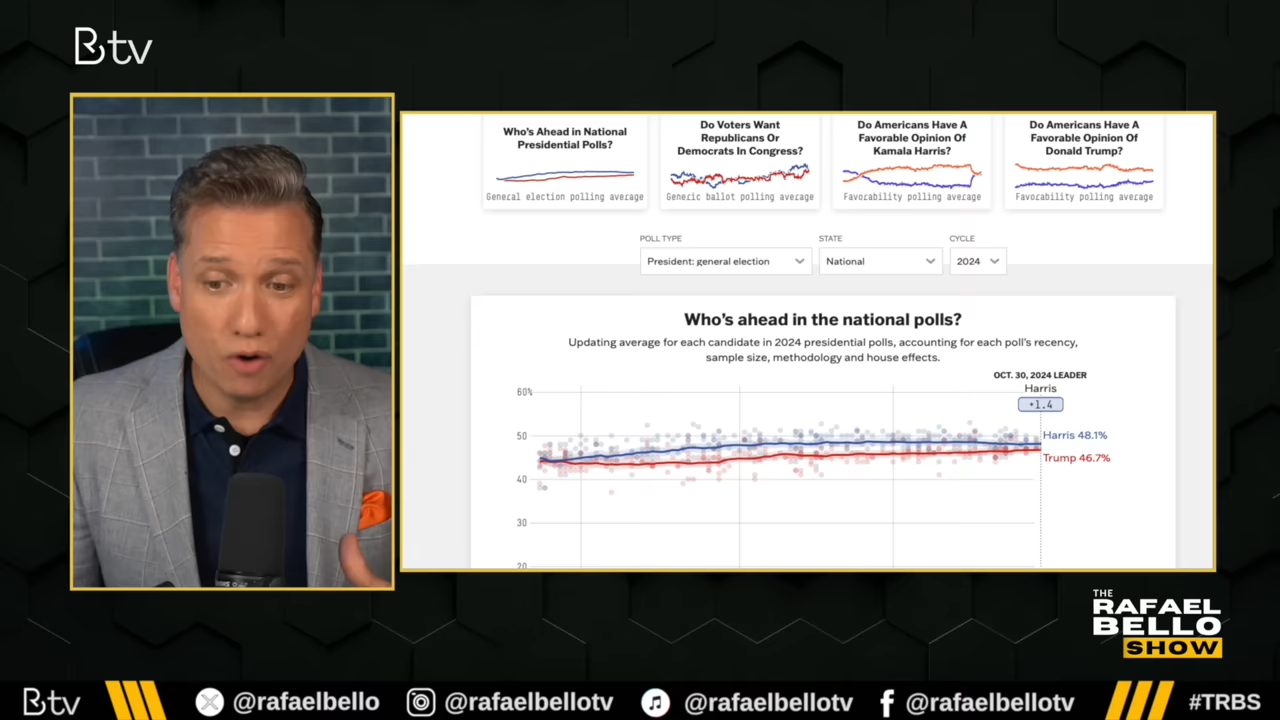 Btv
Who's Ahead in National
Presidential Polls?
General election polling average
Do Voters Want
Republicans Or
Democrats In Congress?
Generic ballot polling average
Do Americans Have A
Favorable Opinion Of
Kamala Harris?
Favorability polling average
Do Americans Have A
Favorable Opinion Of
Donald Trump?
Favorability polling average
POLL TYPE
President: general election
STATE
National
CYCLE
2024
Who's ahead in the national polls?
Updating average for each candidate in 2024 presidential polls, accounting for each poll's recency,
sample size, methodology and house effects.
OCT. 30, 2024 LEADER
Harris
+1.4
60%
50
40
30
20
Harris 48.1%
Trump 46.7%
THE
RAFAEL
BELLO
SHOW
Btv
@rafaelbello
@rafaelbellotv
@rafaelbellotv
@rafaelbellotv
#TRBS